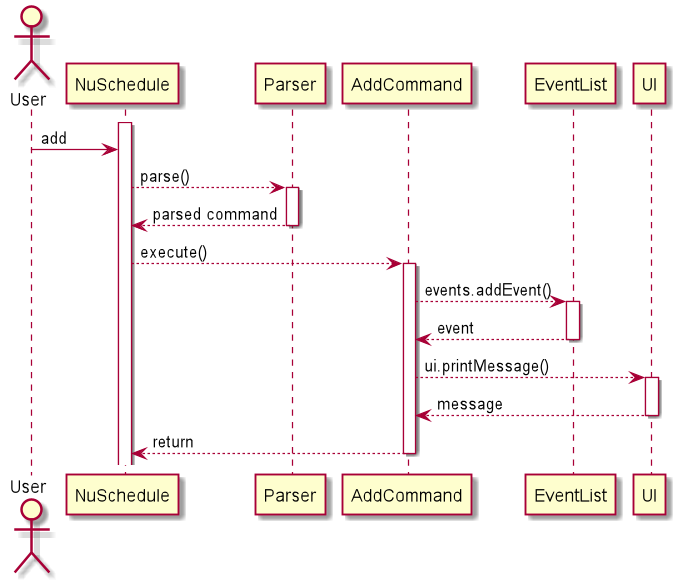 User
NuSchedule
Parser
AddCommand
EventList
UI
add
parse()
parsed command
execute()
events.addEvent()
event
ui.printMessage()
message
return
User
NuSchedule
Parser
AddCommand
EventList
UI